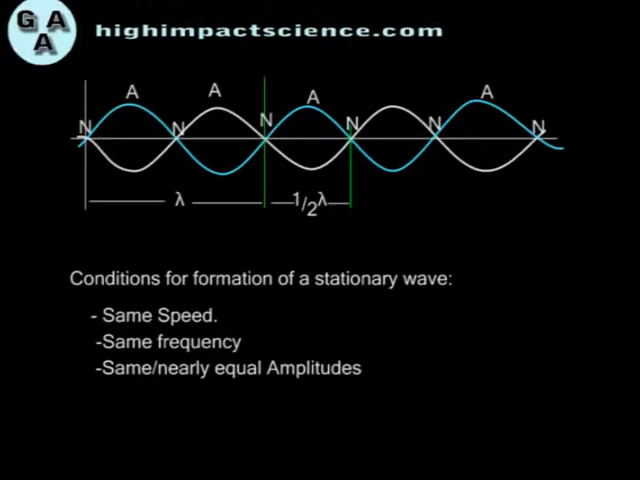 G A
A
highimpactscience.com
A A A A
N N N N N N
λ 1/2λ
Conditions for formation of a stationary wave:
- Same Speed.
-Same frequency
-Same/nearly equal Amplitudes